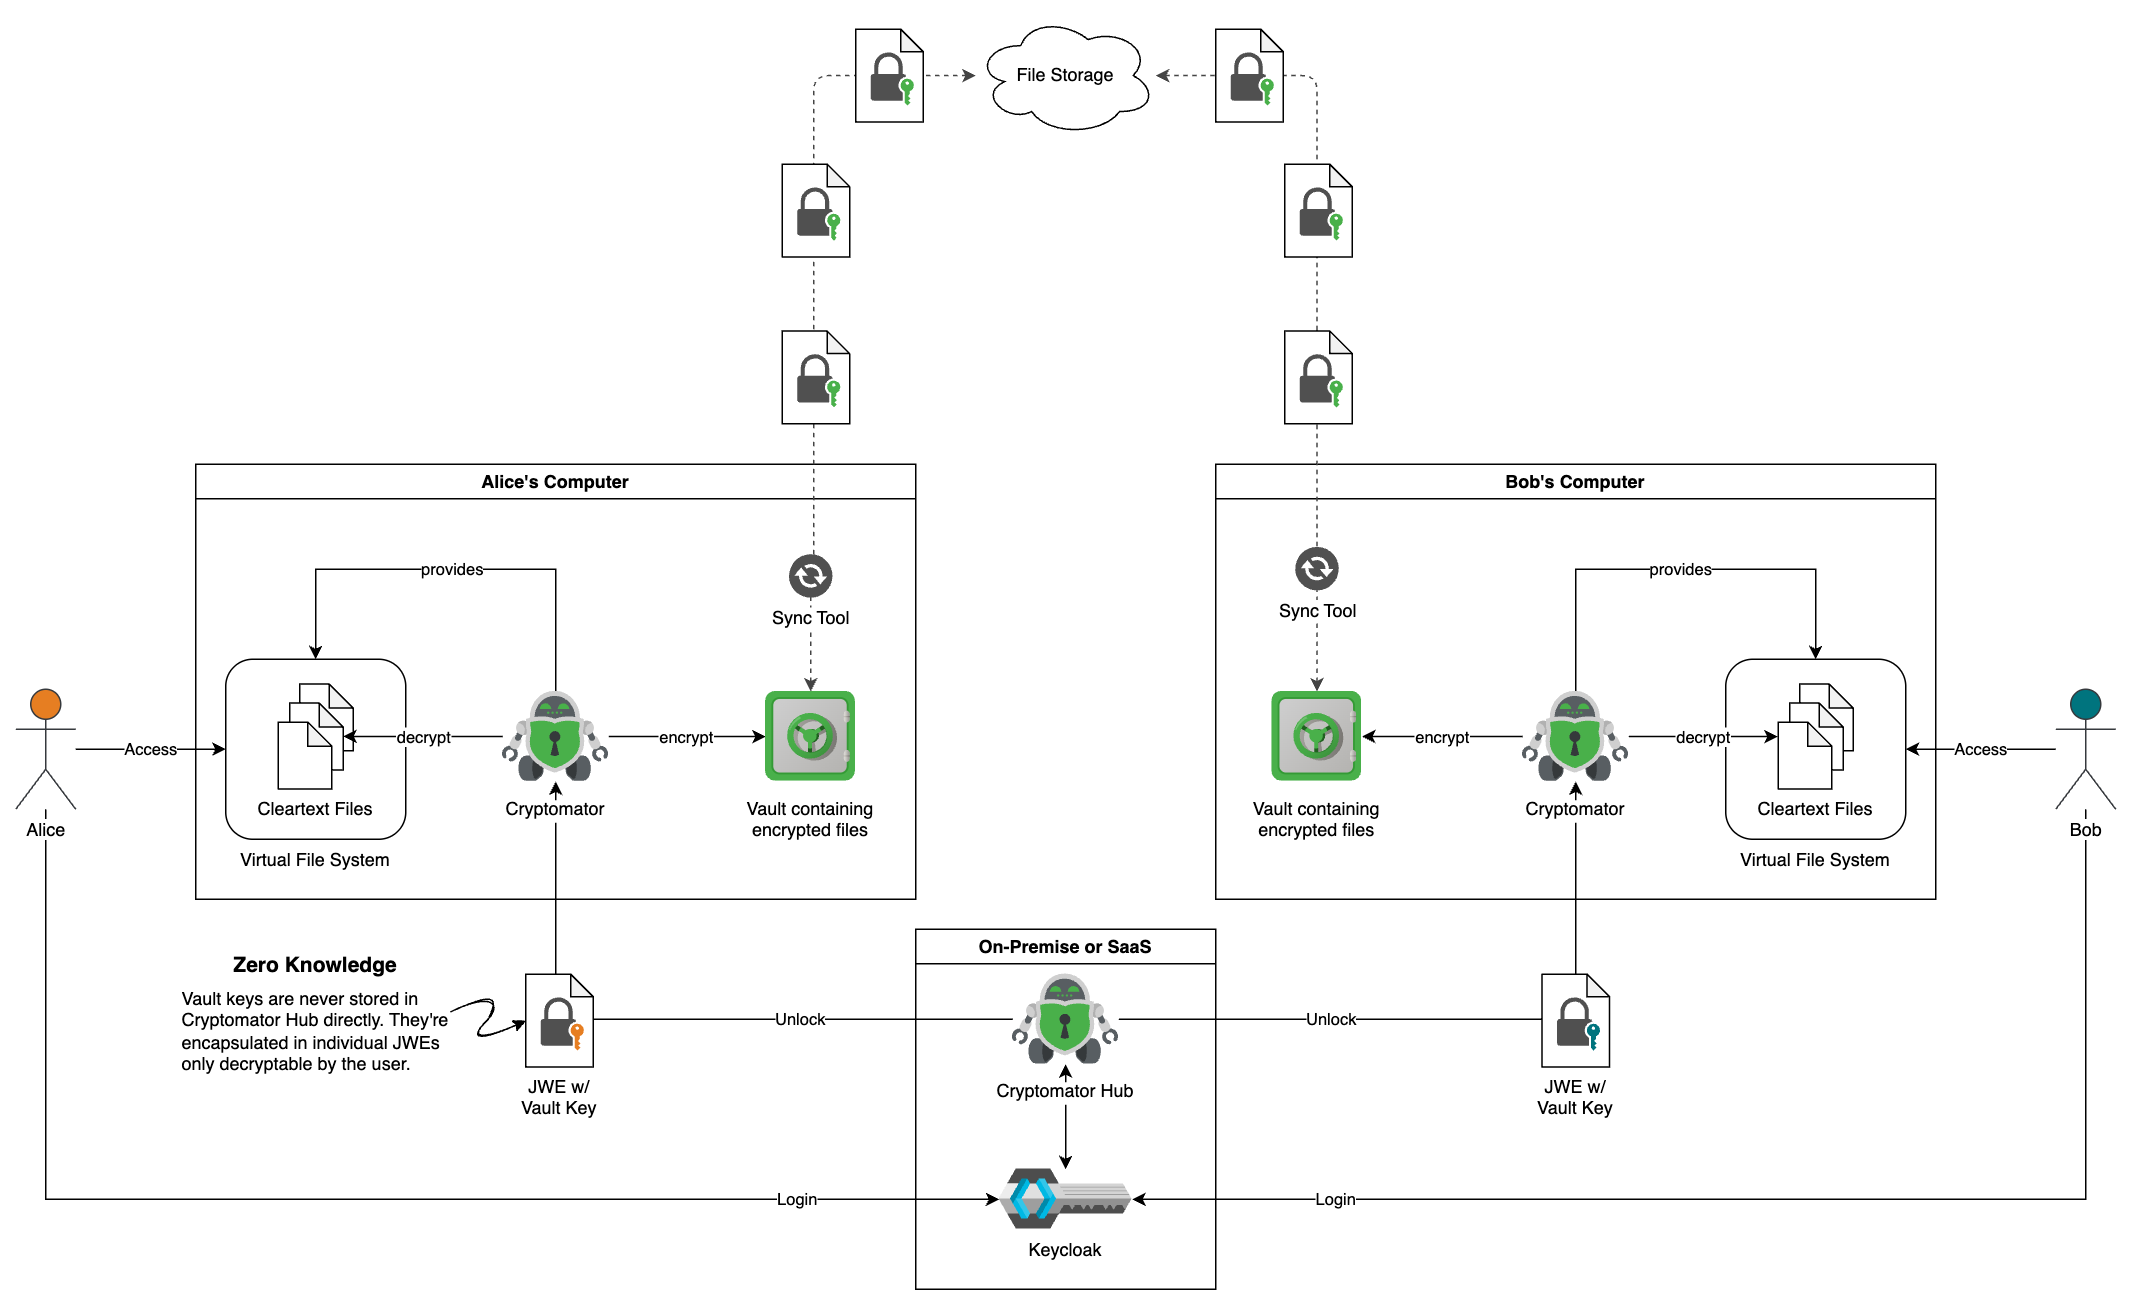 File Storage
Alice's Computer
Bob's Computer
provides
Sync Tool
Sync Tool
provides
Access
decrypt
encrypt
encrypt
decrypt
Access
Cleartext Files
Cryptomator
Vault containing
encrypted files
Vault containing
encrypted files
Cryptomator
Cleartext Files
Alice
Virtual File System
Virtual File System
Bob
On-Premise or SaaS
Zero Knowledge
Vault keys are never stored in
Cryptomator Hub directly. They're
encapsulated in individual JWEs
only decryptable by the user.
Unlock
Unlock
JWE w/
Vault Key
Cryptomator Hub
JWE w/
Vault Key
Login
Login
Keycloak